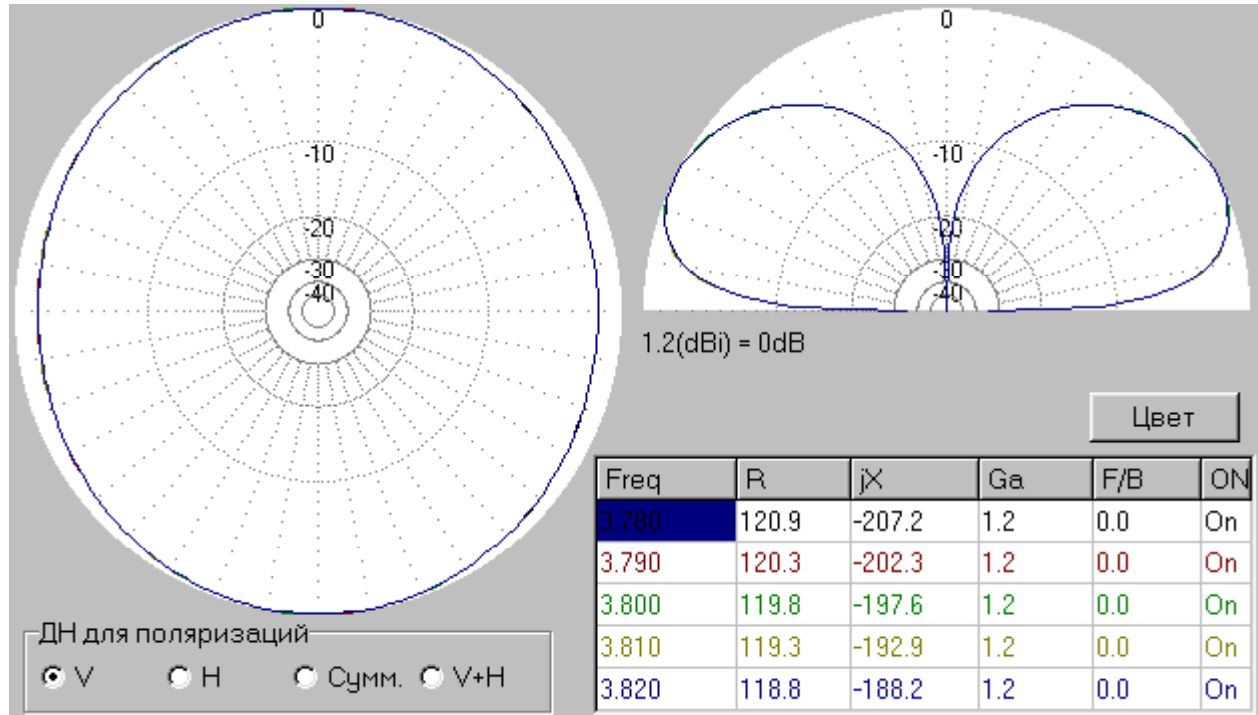 0
-10
-20
-30
-40
0
-10
-20
-30
-40
1.2(dBi) = 0dB
Цвет
Freq R jX Ga F/B ON
3.780 120.9 -207.2 1.2 0.0 On
3.790 120.3 -202.3 1.2 0.0 On
3.800 119.8 -197.6 1.2 0.0 On
3.810 119.3 -192.9 1.2 0.0 On
3.820 118.8 -188.2 1.2 0.0 On
ДН для поляризаций
V H Сумм. V+H